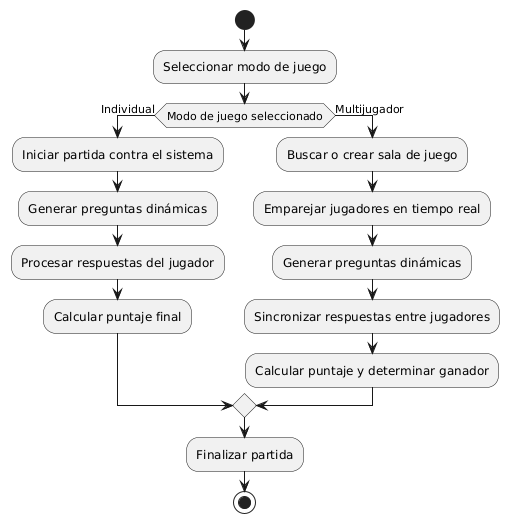 Seleccionar modo de juego
Individual
Modo de juego seleccionado
Multijugador
Iniciar partida contra el sistema
Generar preguntas dinámicas
Procesar respuestas del jugador
Calcular puntaje final
Buscar o crear sala de juego
Emparejar jugadores en tiempo real
Generar preguntas dinámicas
Sincronizar respuestas entre jugadores
Calcular puntaje y determinar ganador
Finalizar partida